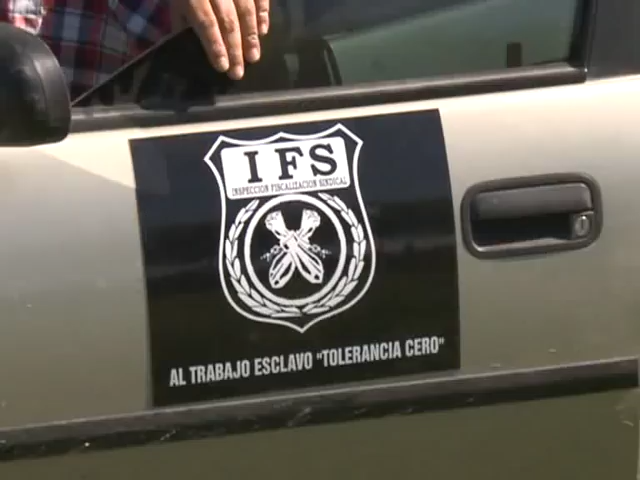 IFS
INSPECCION FISCALIZACION SINDICAL
AL TRABAJO ESCLAVO "TOLERANCIA CERO"